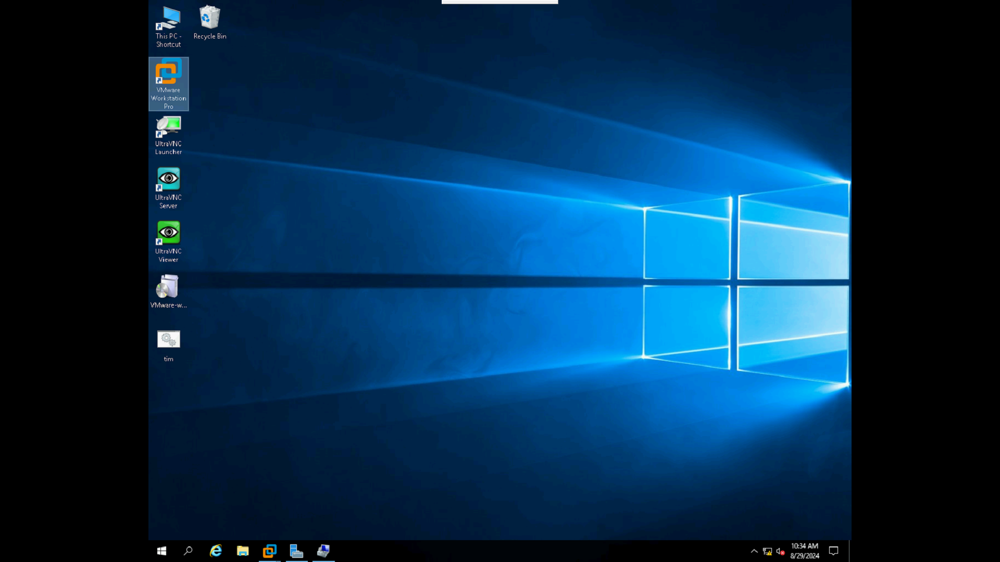 This PC -
Shortcut
Recycle Bin
VMware
Workstation
Pro
UltraVNC
Launcher
UltraVNC
Server
UltraVNC
Viewer
VMware-w...
tim
10:34 AM
8/29/2024